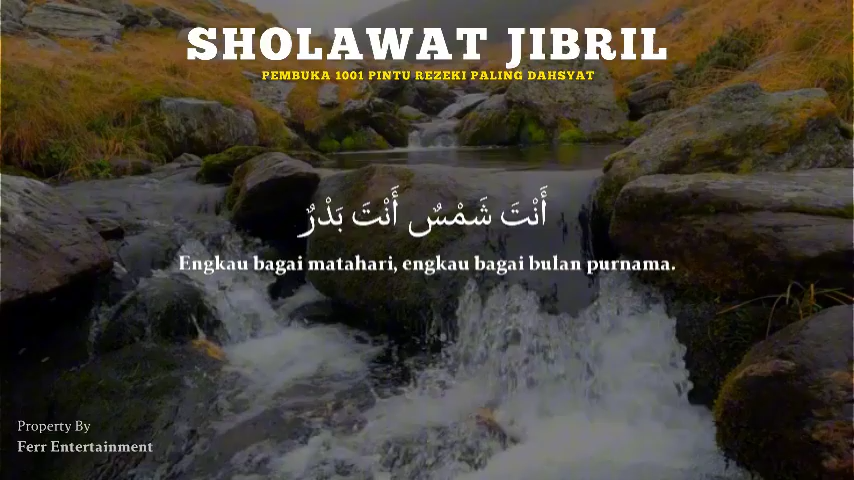 SHOLAWAT JIBRIL
PEMBUKA 1001 PINTU REZEKI PALING DAHSYAT
أَنْتَ شَمْسٌ أَنْتَ بَدْرٌ
Engkau bagai matahari, engkau bagai bulan purnama.
Property By
Ferr Entertainment